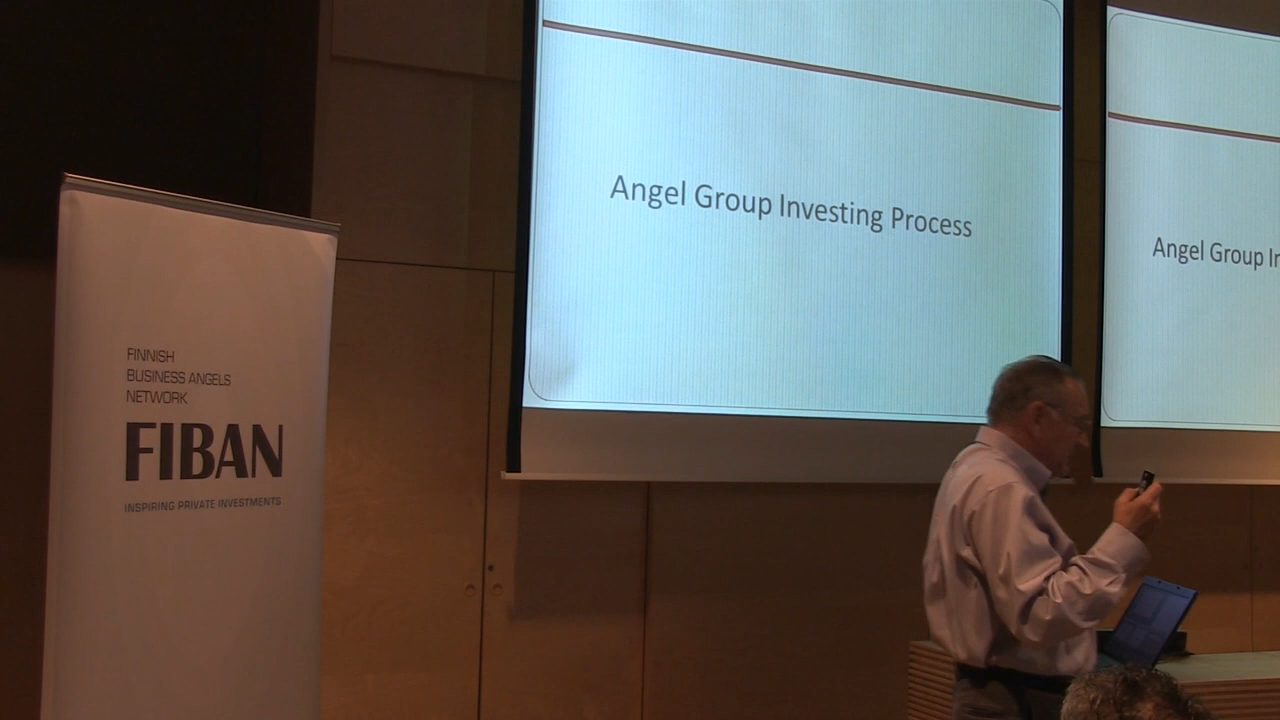 FINNISH
BUSINESS ANGELS
NETWORK
FIBAN
INSPIRING PRIVATE INVESTMENTS
Angel Group Investing Process
Angel Group